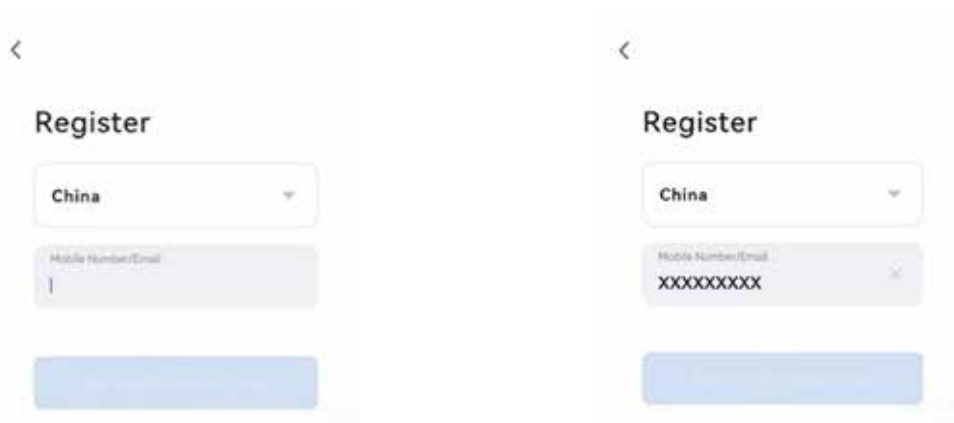 Register
China
Mobile Number/Email
Register
China
Mobile Number/Email
XXXXXXXXX